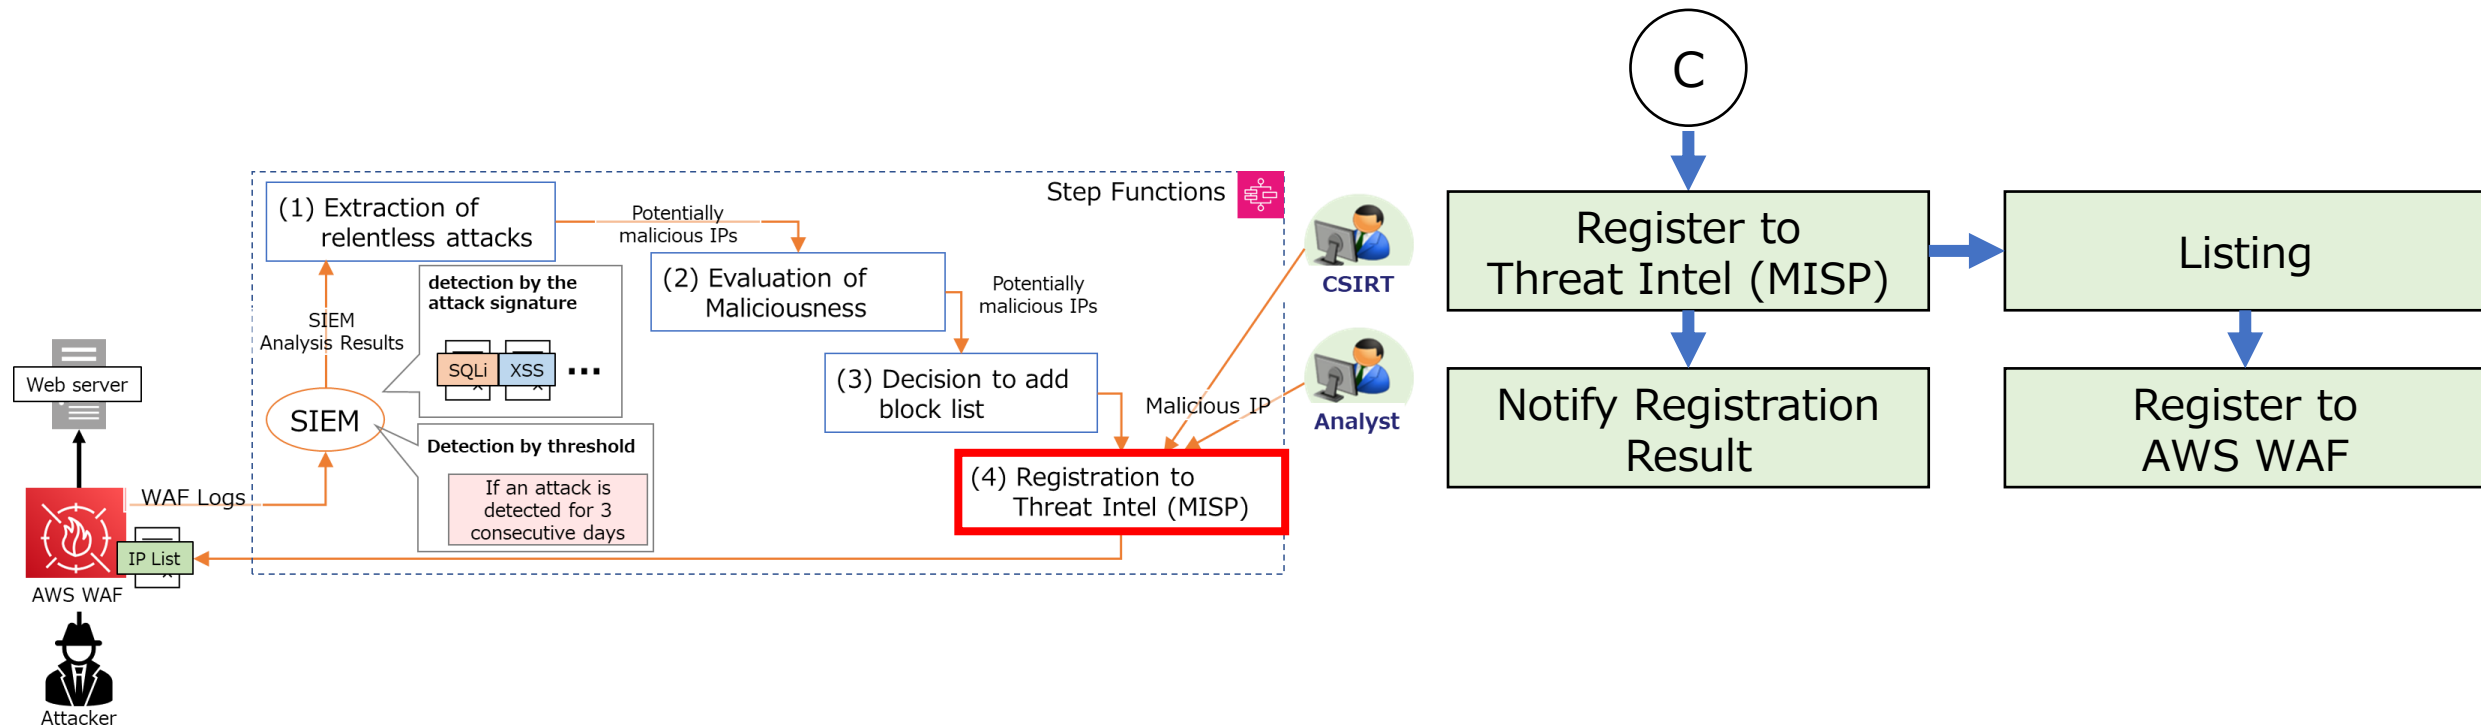 C
Step Functions
(1) Extraction of
relentless attacks
Potentially
malicious IPs
(2) Evaluation of
Maliciousness
Potentially
malicious IPs
(3) Decision to add
block list
(4) Registration to
Threat Intel (MISP)
CSIRT
Analyst
Malicious IP
detection by the
attack signature
SQLi
XSS
...
SIEM
Analysis Results
SIEM
Detection by threshold
If an attack is
detected for 3
consecutive days
Web server
WAF Logs
IP List
AWS WAF
Attacker
Register to
Threat Intel (MISP)
Listing
Notify Registration
Result
Register to
AWS WAF